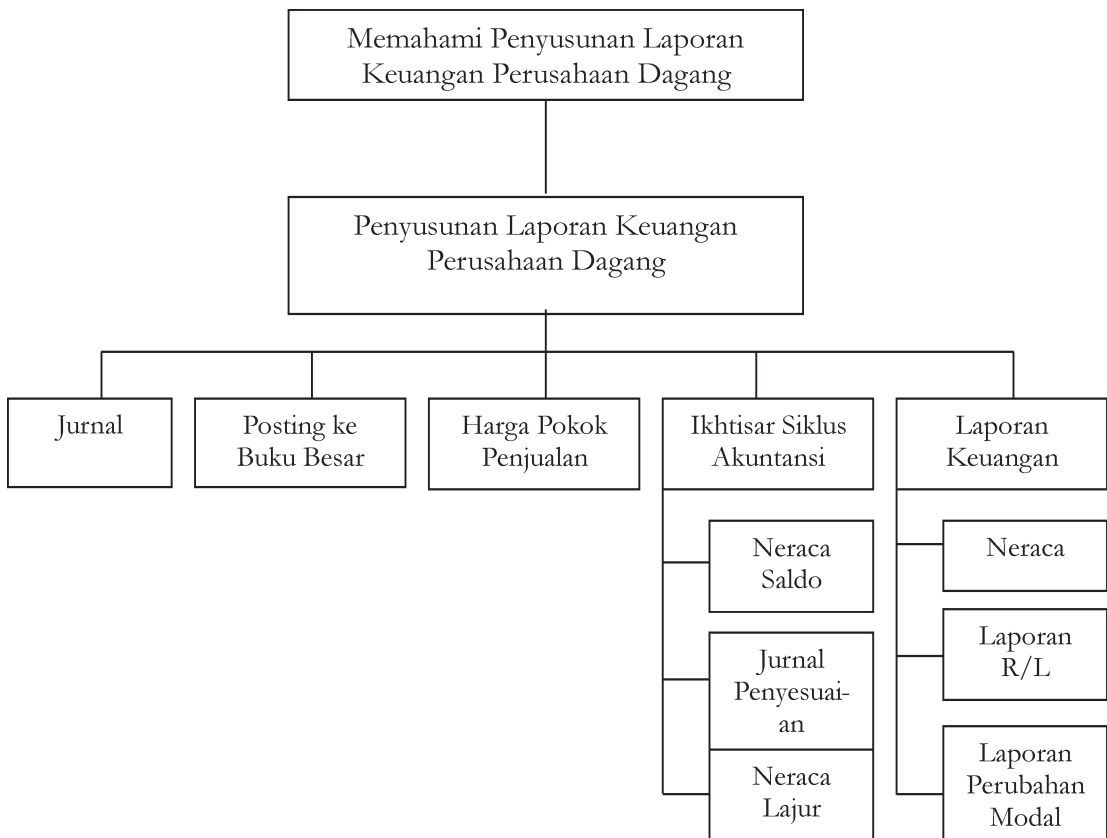 Memahami Penyusunan Laporan
Keuangan Perusahaan Dagang
Penyusunan Laporan Keuangan
Perusahaan Dagang
Jurnal
Posting ke
Buku Besar
Harga Pokok
Penjualan
Ikhtisar Siklus
Akuntansi
Laporan
Keuangan
Neraca
Saldo
Jurnal
Penyesuai-
an
Neraca
Lajur
Neraca
Laporan
R/L
Laporan
Perubahan
Modal